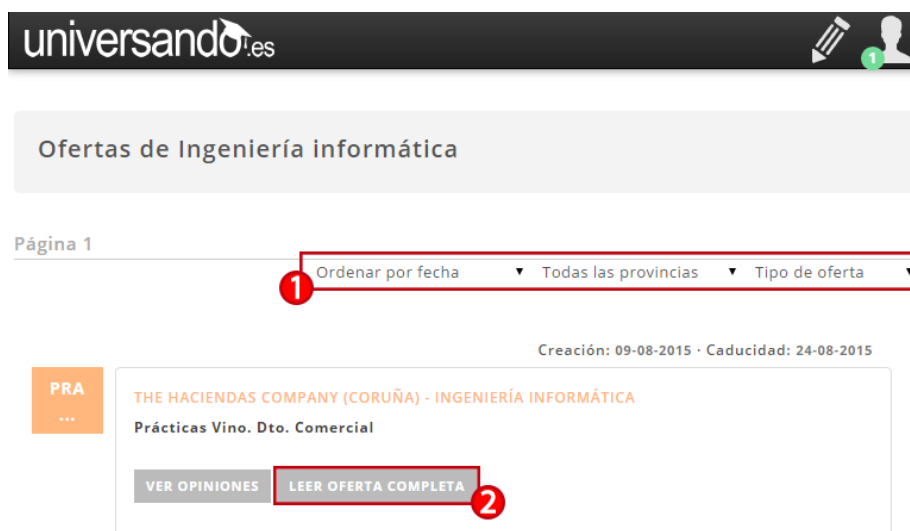 universando.es
1
Ofertas de Ingeniería informática
Página 1
1
Ordenar por fecha ▼ Todas las provincias ▼ Tipo de oferta ▼
Creación: 09-08-2015 · Caducidad: 24-08-2015
PRA
...
THE HACIENDAS COMPANY (CORUÑA) - INGENIERÍA INFORMÁTICA
Prácticas Vino. Dto. Comercial
VER OPINIONES LEER OFERTA COMPLETA
2